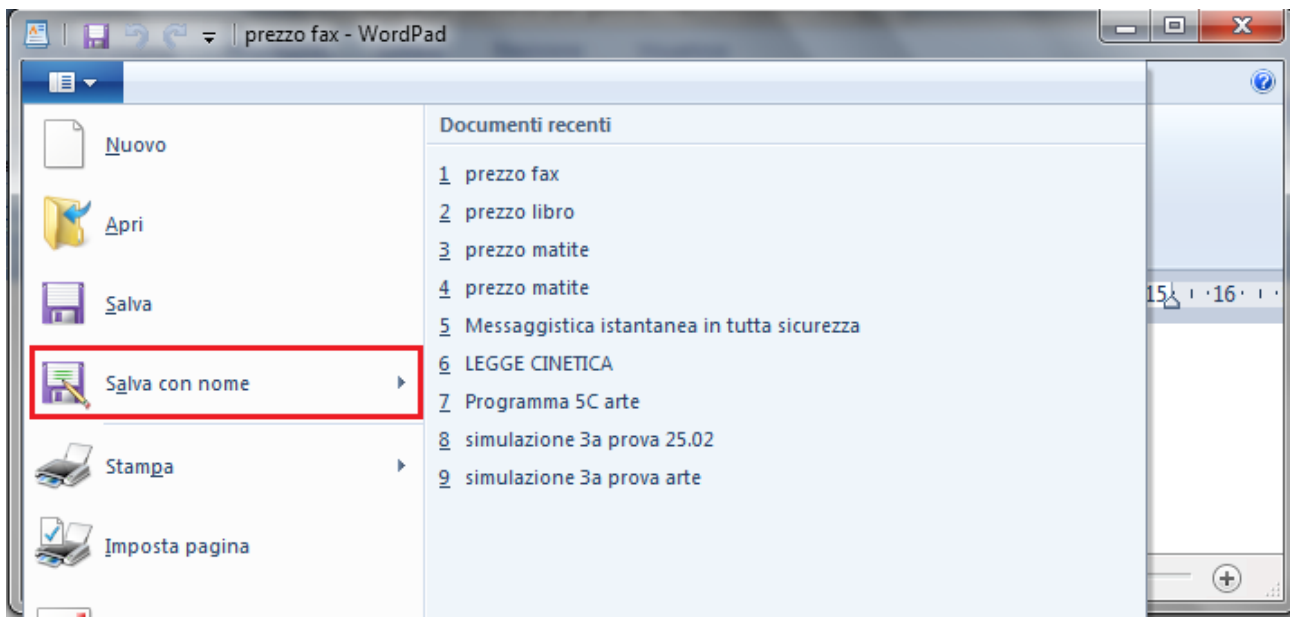 prezzo fax - WordPad
Nuovo
Apri
Salva
Salva con nome
Stampa
Imposta pagina
Documenti recenti
1 prezzo fax
2 prezzo libro
3 prezzo matite
4 prezzo matite
5 Messaggistica istantanea in tutta sicurezza
6 LEGGE CINETICA
7 Programma 5C arte
8 simulazione 3a prova 25.02
9 simulazione 3a prova arte
15 16